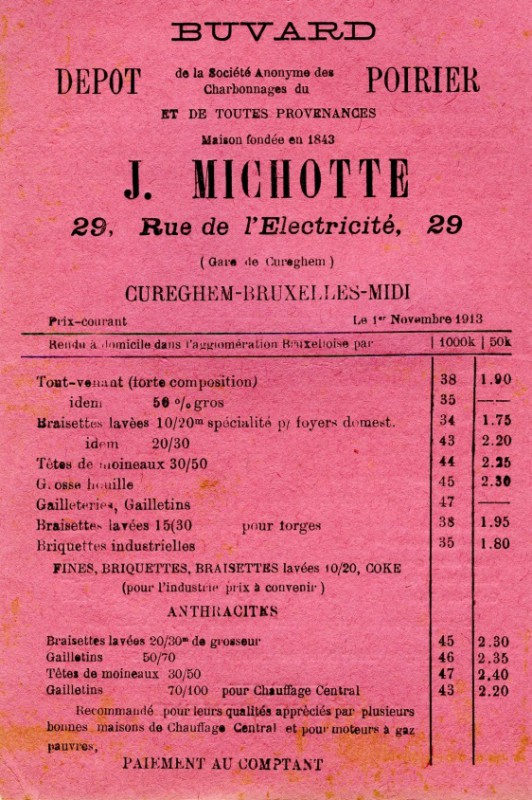 BUVARD
DEPOT de la Société Anonyme des Charbonnages du POIRIER
ET DE TOUTES PROVENANCES
Maison fondée en 1843
J. MICHOTTE
29, Rue de l'Electricité, 29
( Gare de Cureghem )
CUREGHEM-BRUXELLES-MIDI
Prix-courant Le 1er Novembre 1913
Rendu à domicile dans l'agglomération Bruxelloise par | 1000k | 50k
Tout-venant (forte composition) 38 1.90
idem 50 % gros 35 —
Braisettes lavèes 10/20m spécialité p/ foyers domest. 34 1.75
idem 20/30 43 2.20
Têtes de moineaux 30/50 44 2.25
Grosse houille 45 2.30
Gailleteries, Gailletins 47 —
Braisettes lavées 15(30 pour forges 38 1.95
Briquettes industrielles 35 1.80
FINES, BRIQUETTES, BRAISETTES lavées 10/20, COKE
(pour l'industrie prix à convenir )
ANTHRACITES
Braisettes lavées 20/30m de grosseur 45 2.30
Gailletins 50/70 46 2.35
Têtes de moineaux 30/50 47 2.40
Gailletins 70/100 pour Chauffage Central 43 2.20
Recommandé pour leurs qualités appréciés par plusieurs
bonnes maisons de Chauffage Central et pour moteurs à gaz
pauvres,
PAIEMENT AU COMPTANT